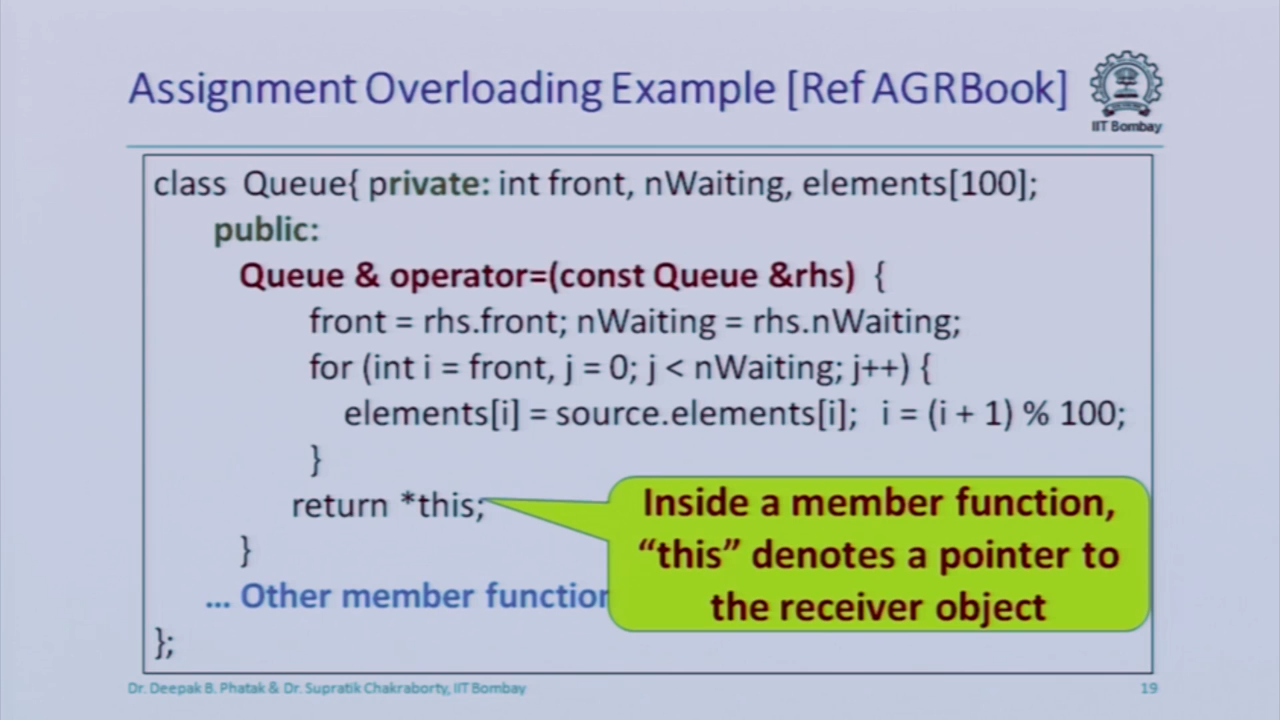 Assignment Overloading Example [Ref AGRBook]
IIT Bombay
class Queue{ private: int front, nWaiting, elements[100];
public:
Queue & operator=(const Queue &rhs) {
front = rhs.front; nWaiting = rhs.nWaiting;
for (int i = front, j = 0; j < nWaiting; j++) {
elements[i] = source.elements[i]; i = (i + 1) % 100;
}
return *this;
}
Inside a member function,
“this” denotes a pointer to
the receiver object
... Other member function
};
Dr. Deepak B. Phatak & Dr. Supratik Chakraborty, IIT Bombay
19